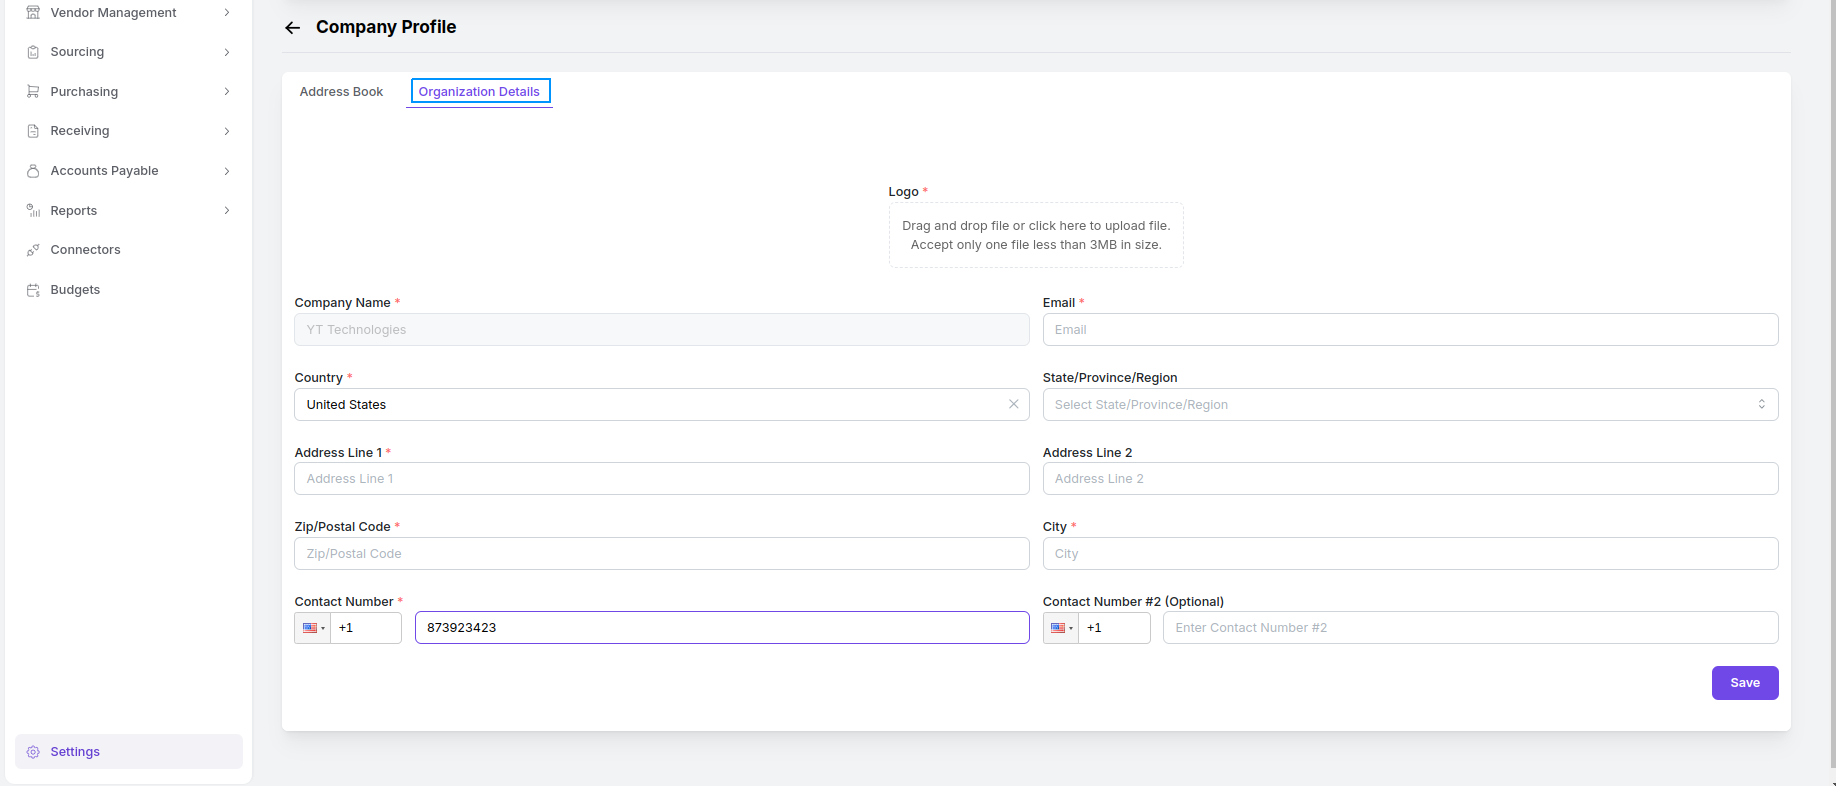 Vendor Management
Sourcing
Purchasing
Receiving
Accounts Payable
Reports
Connectors
Budgets
Settings
Company Profile
Address Book
Organization Details
Logo *
Drag and drop file or click here to upload file.
Accept only one file less than 3MB in size.
Company Name *
YT Technologies
Email *
Email
Country *
United States
State/Province/Region
Select State/Province/Region
Address Line 1 *
Address Line 1
Address Line 2
Address Line 2
Zip/Postal Code *
Zip/Postal Code
City *
City
Contact Number *
+1
873923423
Contact Number #2 (Optional)
+1
Enter Contact Number #2
Save